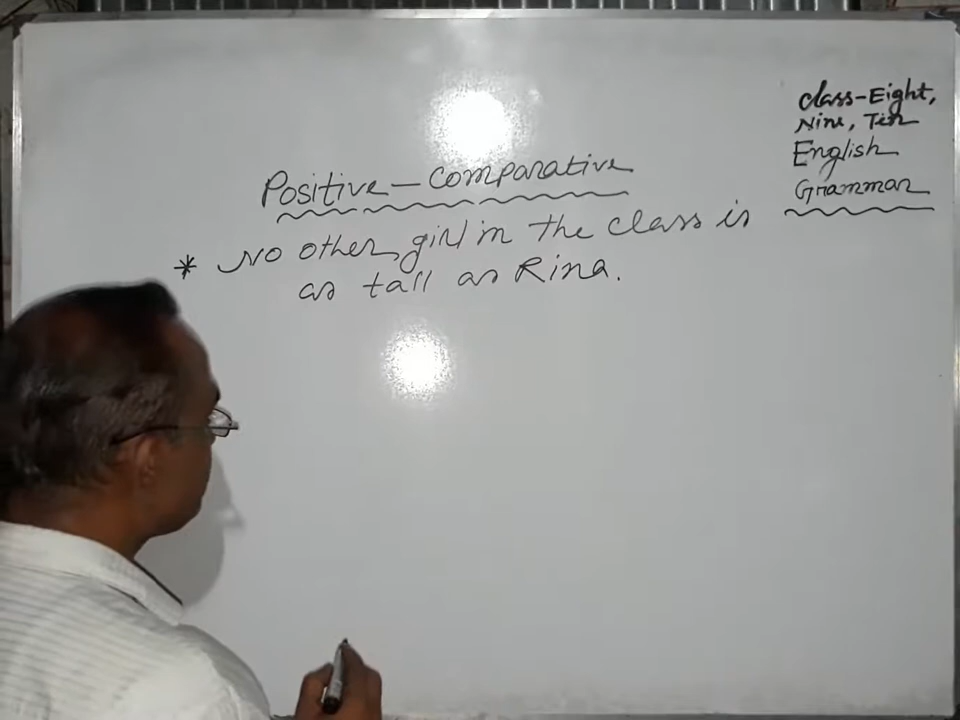 Class-Eight,
Nine, Ten
English
Grammar
Positive-Comparative
* No other girl in the class is
as tall as Rina.